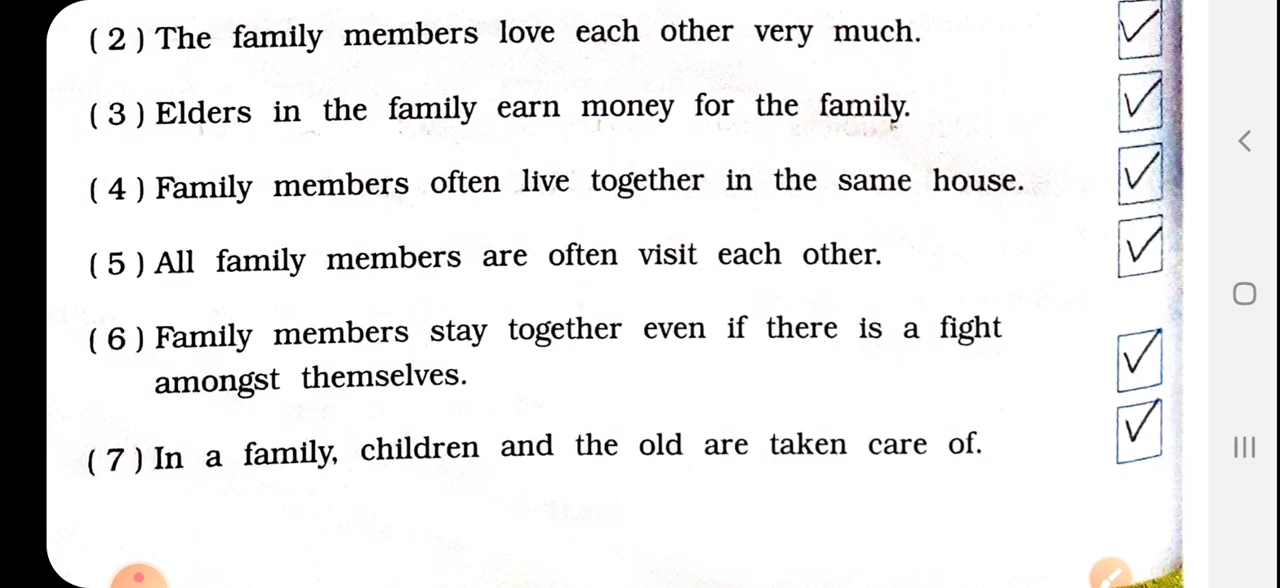 ( 2 ) The family members love each other very much.
( 3 ) Elders in the family earn money for the family.
( 4 ) Family members often live together in the same house.
( 5 ) All family members are often visit each other.
( 6 ) Family members stay together even if there is a fight
amongst themselves.
( 7 ) In a family, children and the old are taken care of.